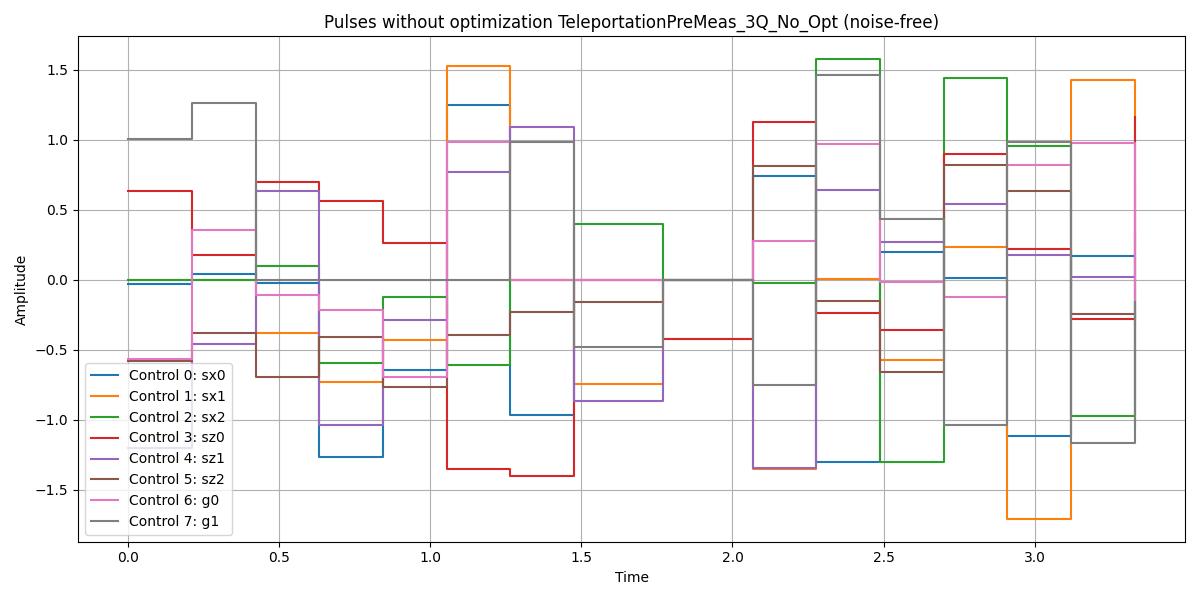 Pulses without optimization TeleportationPreMeas_3Q_No_Opt (noise-free)
1.5
1.0
0.5
0.0
−0.5
−1.0
−1.5
Amplitude
Control 0: sx0
Control 1: sx1
Control 2: sx2
Control 3: sz0
Control 4: sz1
Control 5: sz2
Control 6: g0
Control 7: g1
0.0 0.5 1.0 1.5 2.0 2.5 3.0
Time